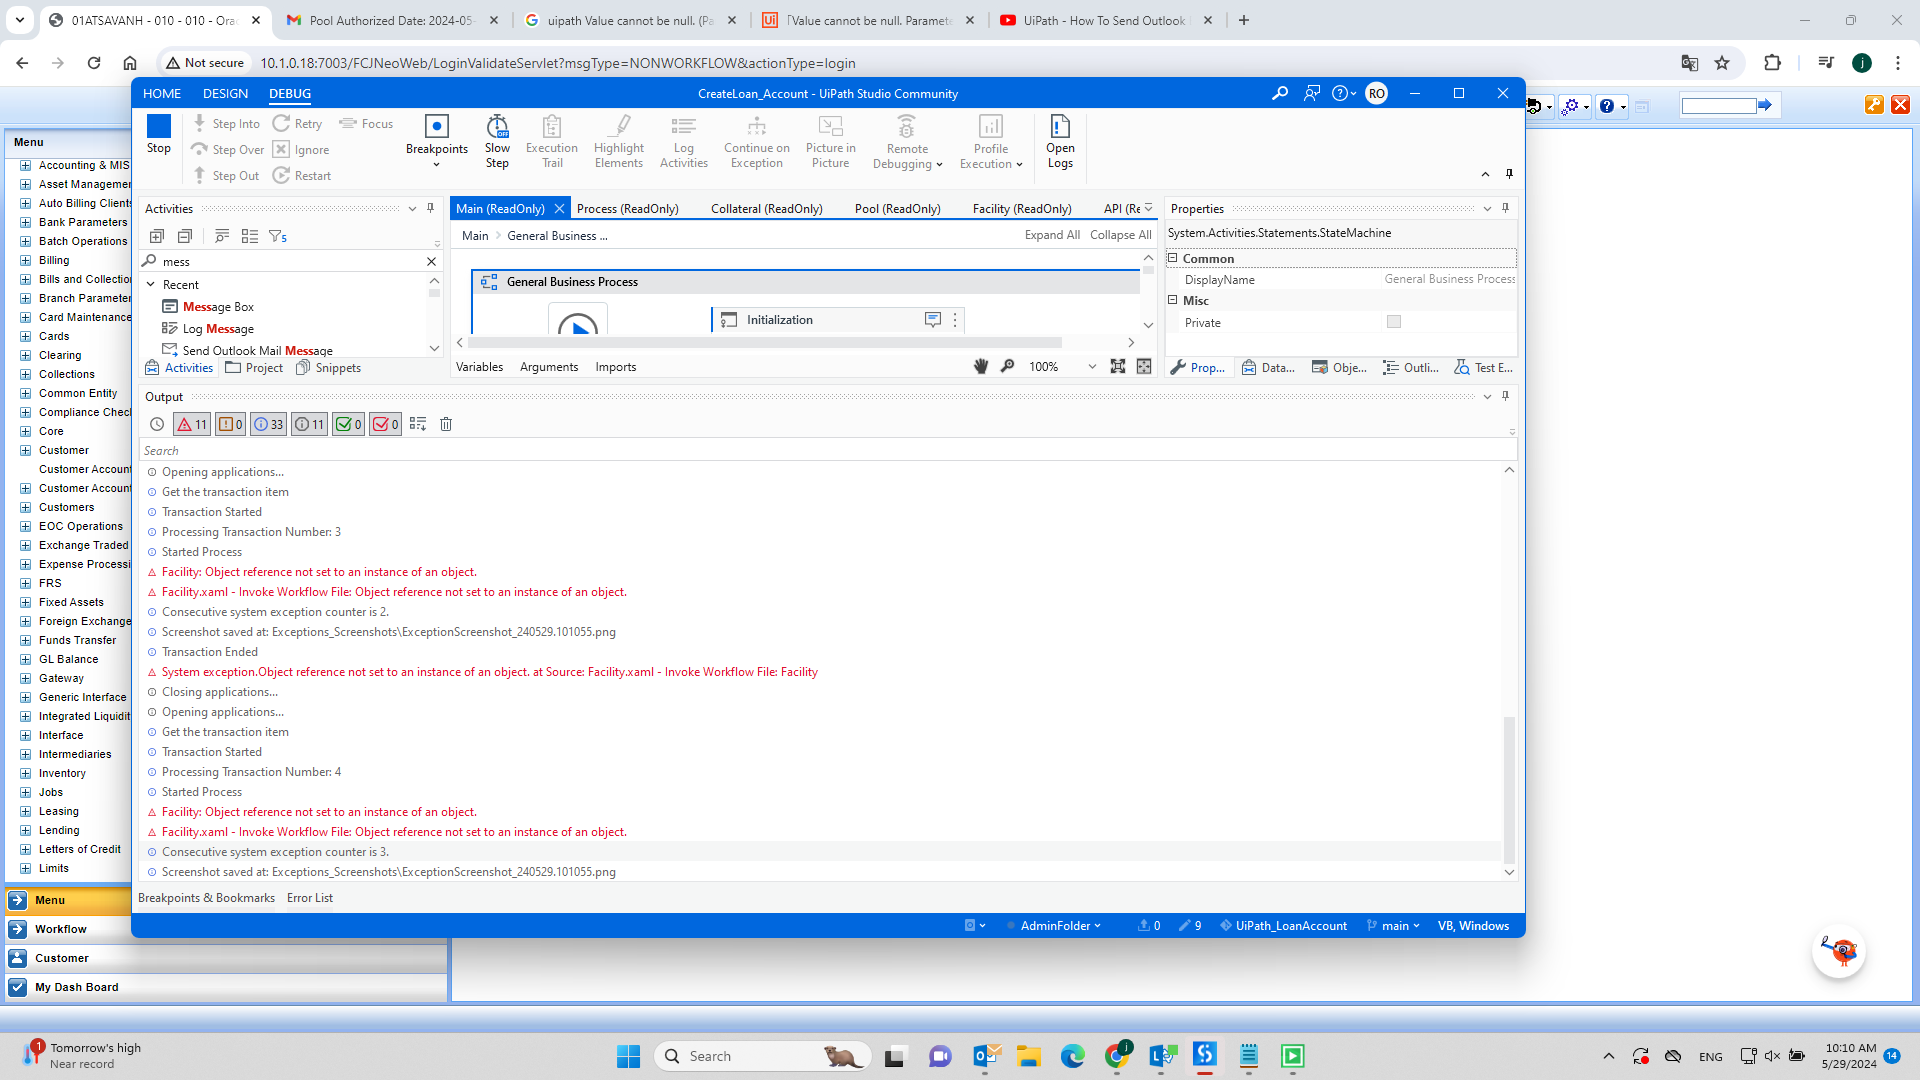 01ATSAVANH - 010 - 010 - Ora
Pool Authorized Date: 2024-05-
uipath Value cannot be null. (Pa
「Value cannot be null. Paramete
UiPath - How To Send Outlook
Not secure
10.1.0.18:7003/FCJNeoWeb/LoginValidateServlet?msgType=NONWORKFLOW&actionType=login
j
HOME
DESIGN
DEBUG
CreateLoan_Account - UiPath Studio Community
RO
Stop
Step Into
Retry
Focus
Step Over
Ignore
Step Out
Restart
Breakpoints
Slow Step
Execution Trail
Highlight Elements
Log Activities
Continue on Exception
Picture in Picture
Remote Debugging
Profile Execution
Open Logs
Activities
5
mess
Recent
Message Box
Log Message
Send Outlook Mail Message
Activities
Project
Snippets
Main (ReadOnly)
Process (ReadOnly)
Collateral (ReadOnly)
Pool (ReadOnly)
Facility (ReadOnly)
API (Re
Main
General Business ...
Expand All
Collapse All
General Business Process
Initialization
Variables
Arguments
Imports
100%
Properties
System.Activities.Statements.StateMachine
Common
DisplayName
General Business Process
Misc
Private
Prop...
Data...
Obje...
Outli...
Test E...
Output
11
0
33
11
0
0
Search
Opening applications...
Get the transaction item
Transaction Started
Processing Transaction Number: 3
Started Process
Facility: Object reference not set to an instance of an object.
Facility.xaml - Invoke Workflow File: Object reference not set to an instance of an object.
Consecutive system exception counter is 2.
Screenshot saved at: Exceptions_Screenshots\ExceptionScreenshot_240529.101055.png
Transaction Ended
System exception.Object reference not set to an instance of an object. at Source: Facility.xaml - Invoke Workflow File: Facility
Closing applications...
Opening applications...
Get the transaction item
Transaction Started
Processing Transaction Number: 4
Started Process
Facility: Object reference not set to an instance of an object.
Facility.xaml - Invoke Workflow File: Object reference not set to an instance of an object.
Consecutive system exception counter is 3.
Screenshot saved at: Exceptions_Screenshots\ExceptionScreenshot_240529.101055.png
Breakpoints & Bookmarks
Error List
AdminFolder
0
9
UiPath_LoanAccount
main
VB, Windows
Menu
Accounting & MIS
Asset Managemen
Auto Billing Clients
Bank Parameters
Batch Operations
Billing
Bills and Collection
Branch Parameter
Card Maintenance
Cards
Clearing
Collections
Common Entity
Compliance Check
Core
Customer
Customer Account
Customer Account
Customers
EOC Operations
Exchange Traded
Expense Processi
FRS
Fixed Assets
Foreign Exchange
Funds Transfer
GL Balance
Gateway
Generic Interface
Integrated Liquidit
Interface
Intermediaries
Inventory
Jobs
Leasing
Lending
Letters of Credit
Limits
Menu
Workflow
Customer
My Dash Board
1
Tomorrow's high
Near record
Search
j
ENG
10:10 AM
5/29/2024
14